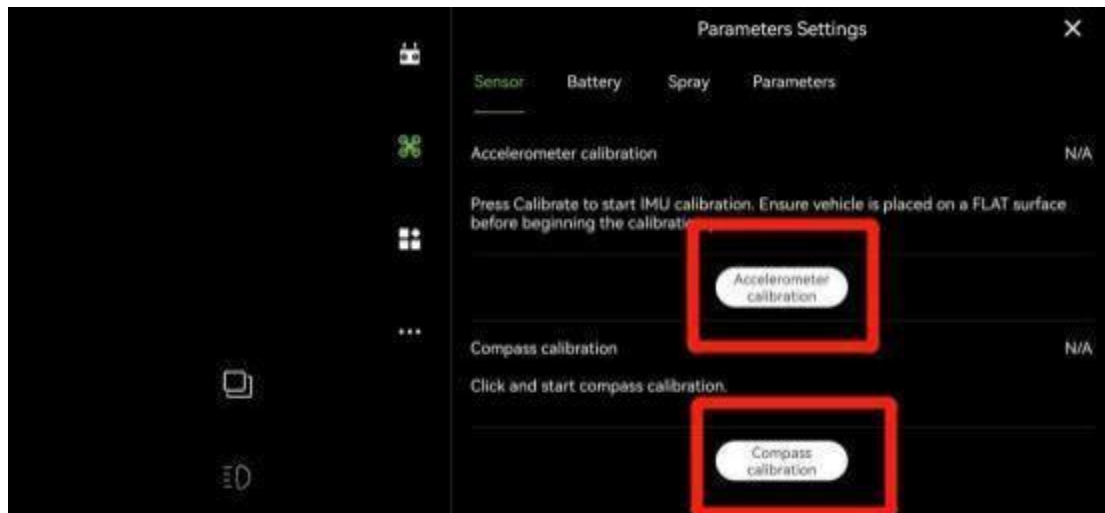 Parameters Settings
Sensor Battery Spray Parameters
Accelerometer calibration N/A
Press Calibrate to start IMU calibration. Ensure vehicle is placed on a FLAT surface
before beginning the
Accelerometer
calibration
Compass calibration N/A
Click and start compass calibration.
Compass
calibration